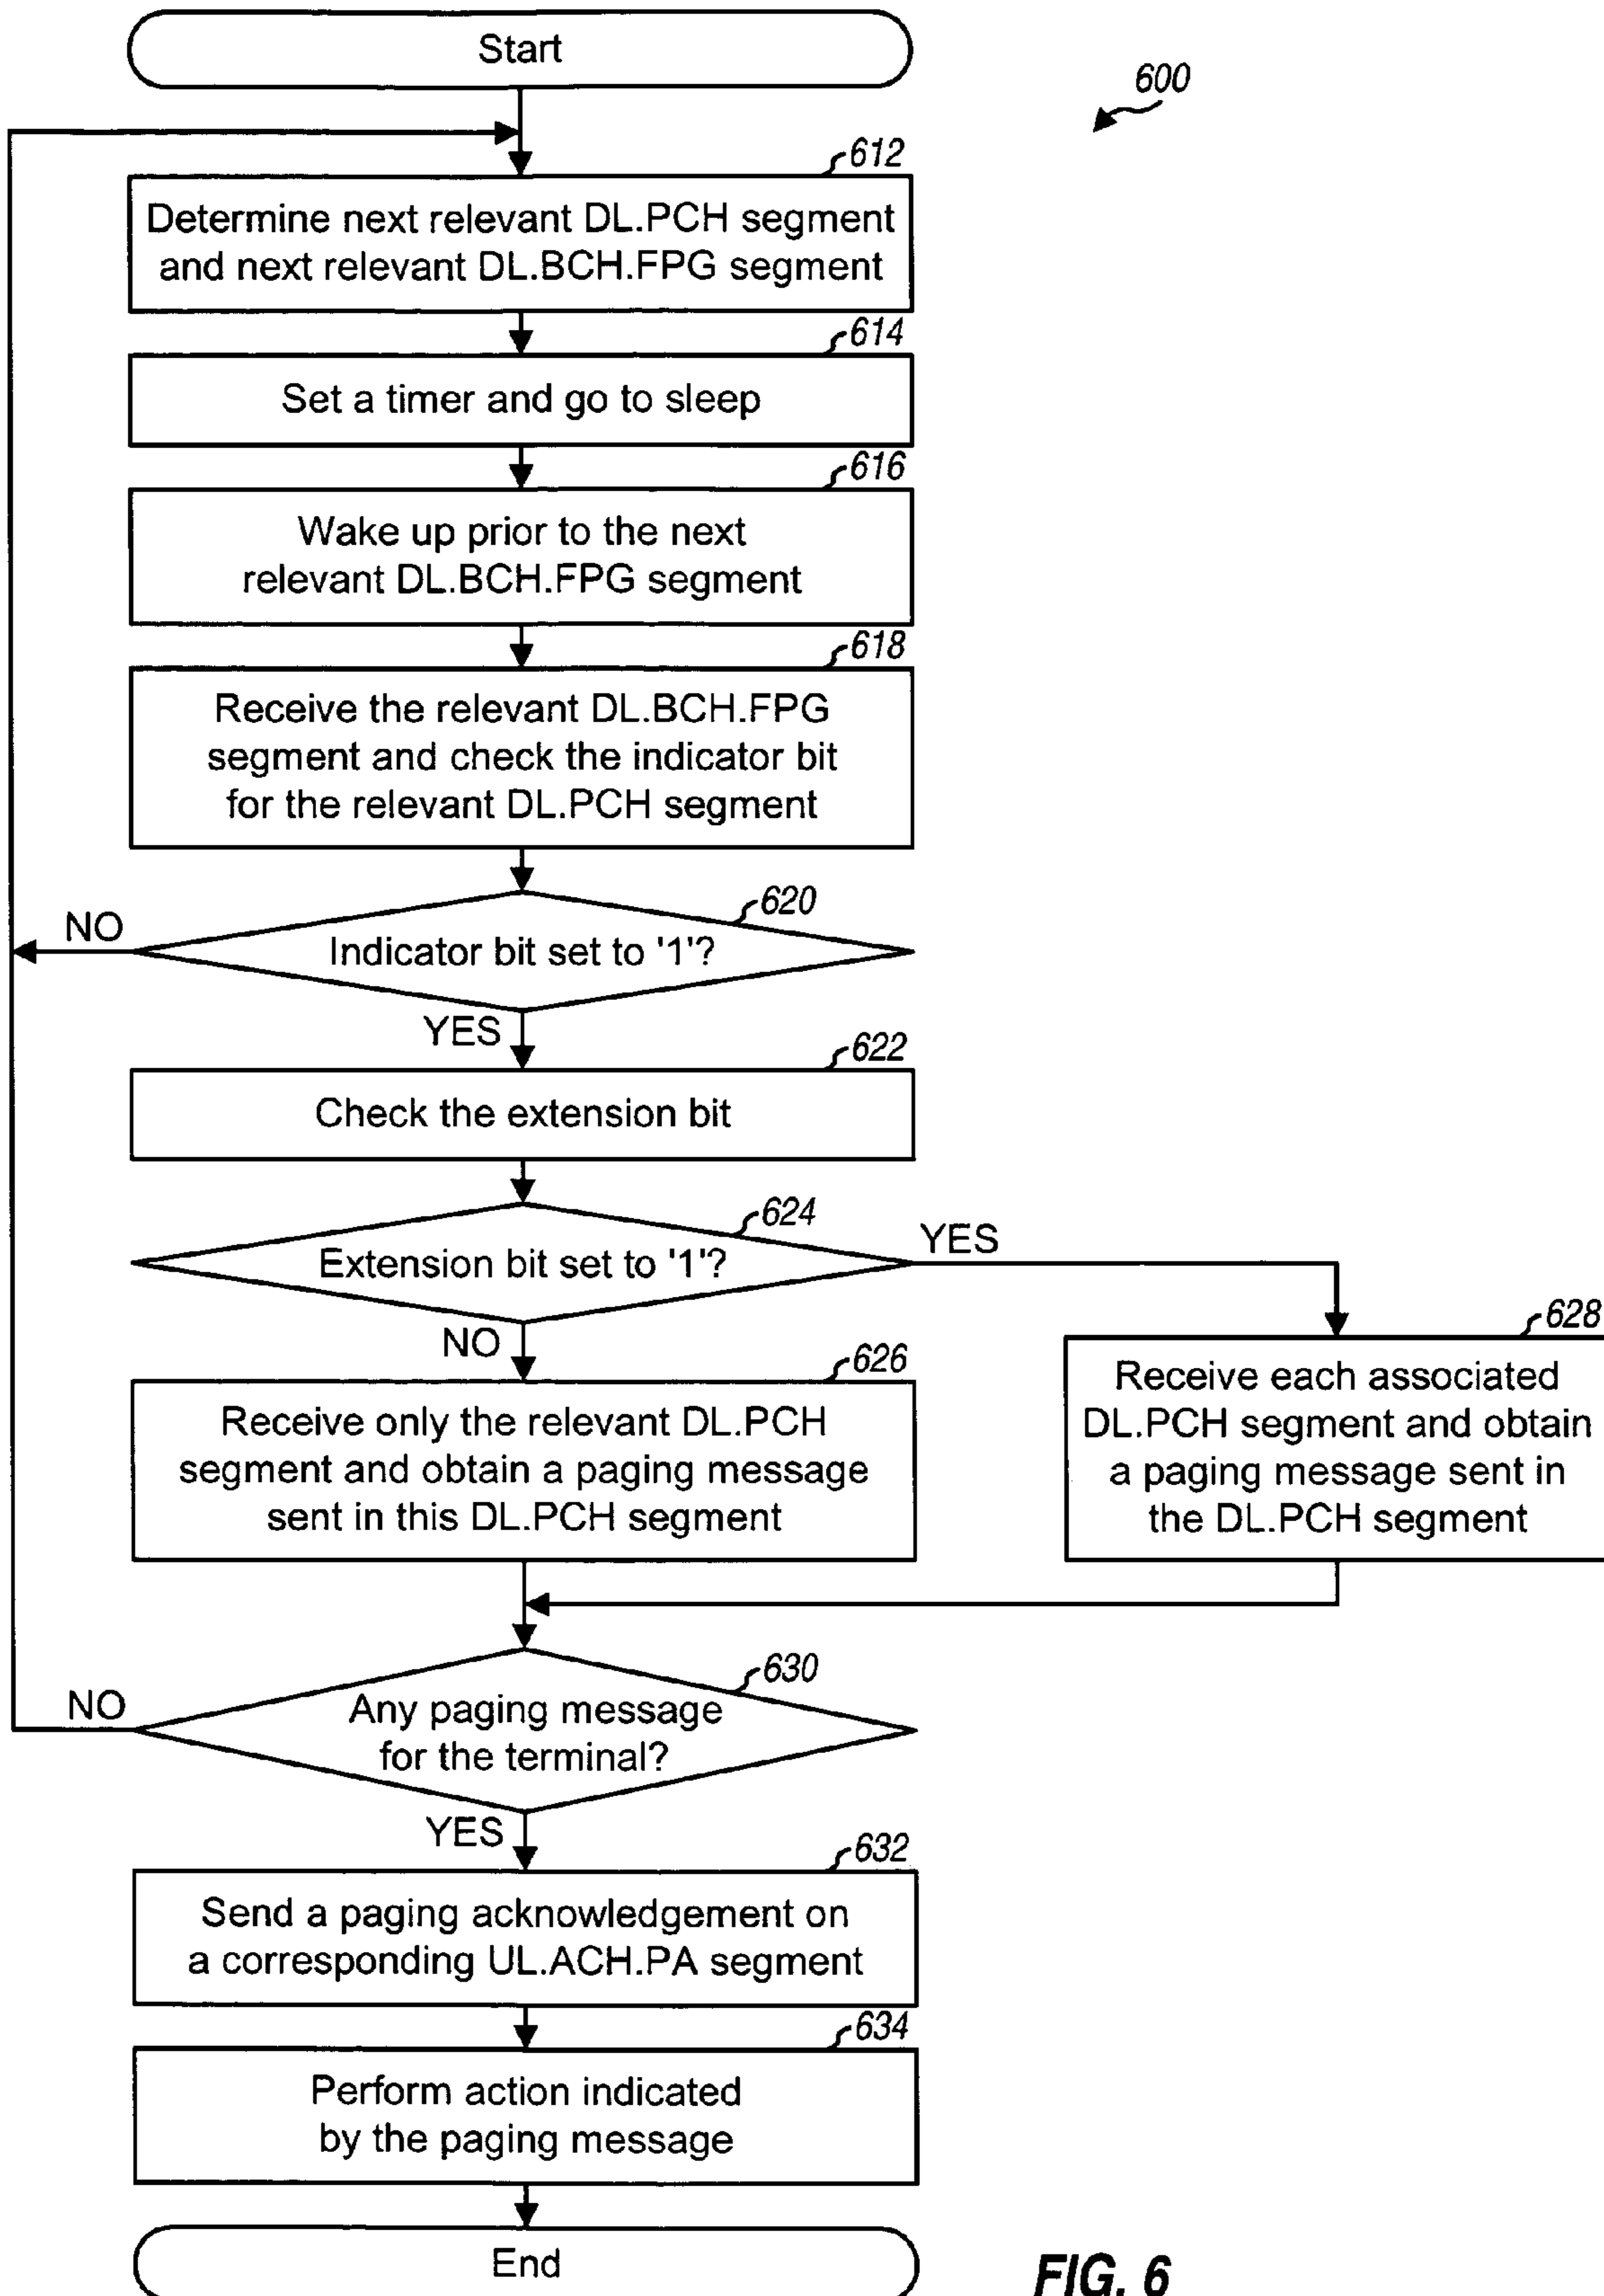 Start
600
612
Determine next relevant DL.PCH segment
and next relevant DL.BCH.FPG segment
614
Set a timer and go to sleep
616
Wake up prior to the next
relevant DL.BCH.FPG segment
618
Receive the relevant DL.BCH.FPG
segment and check the indicator bit
for the relevant DL.PCH segment
620
NO
Indicator bit set to '1'?
YES
622
Check the extension bit
624
YES
Extension bit set to '1'?
NO
626
Receive only the relevant DL.PCH
segment and obtain a paging message
sent in this DL.PCH segment
628
Receive each associated
DL.PCH segment and obtain
a paging message sent in
the DL.PCH segment
630
NO
Any paging message
for the terminal?
YES
632
Send a paging acknowledgement on
a corresponding UL.ACH.PA segment
634
Perform action indicated
by the paging message
End
FIG. 6